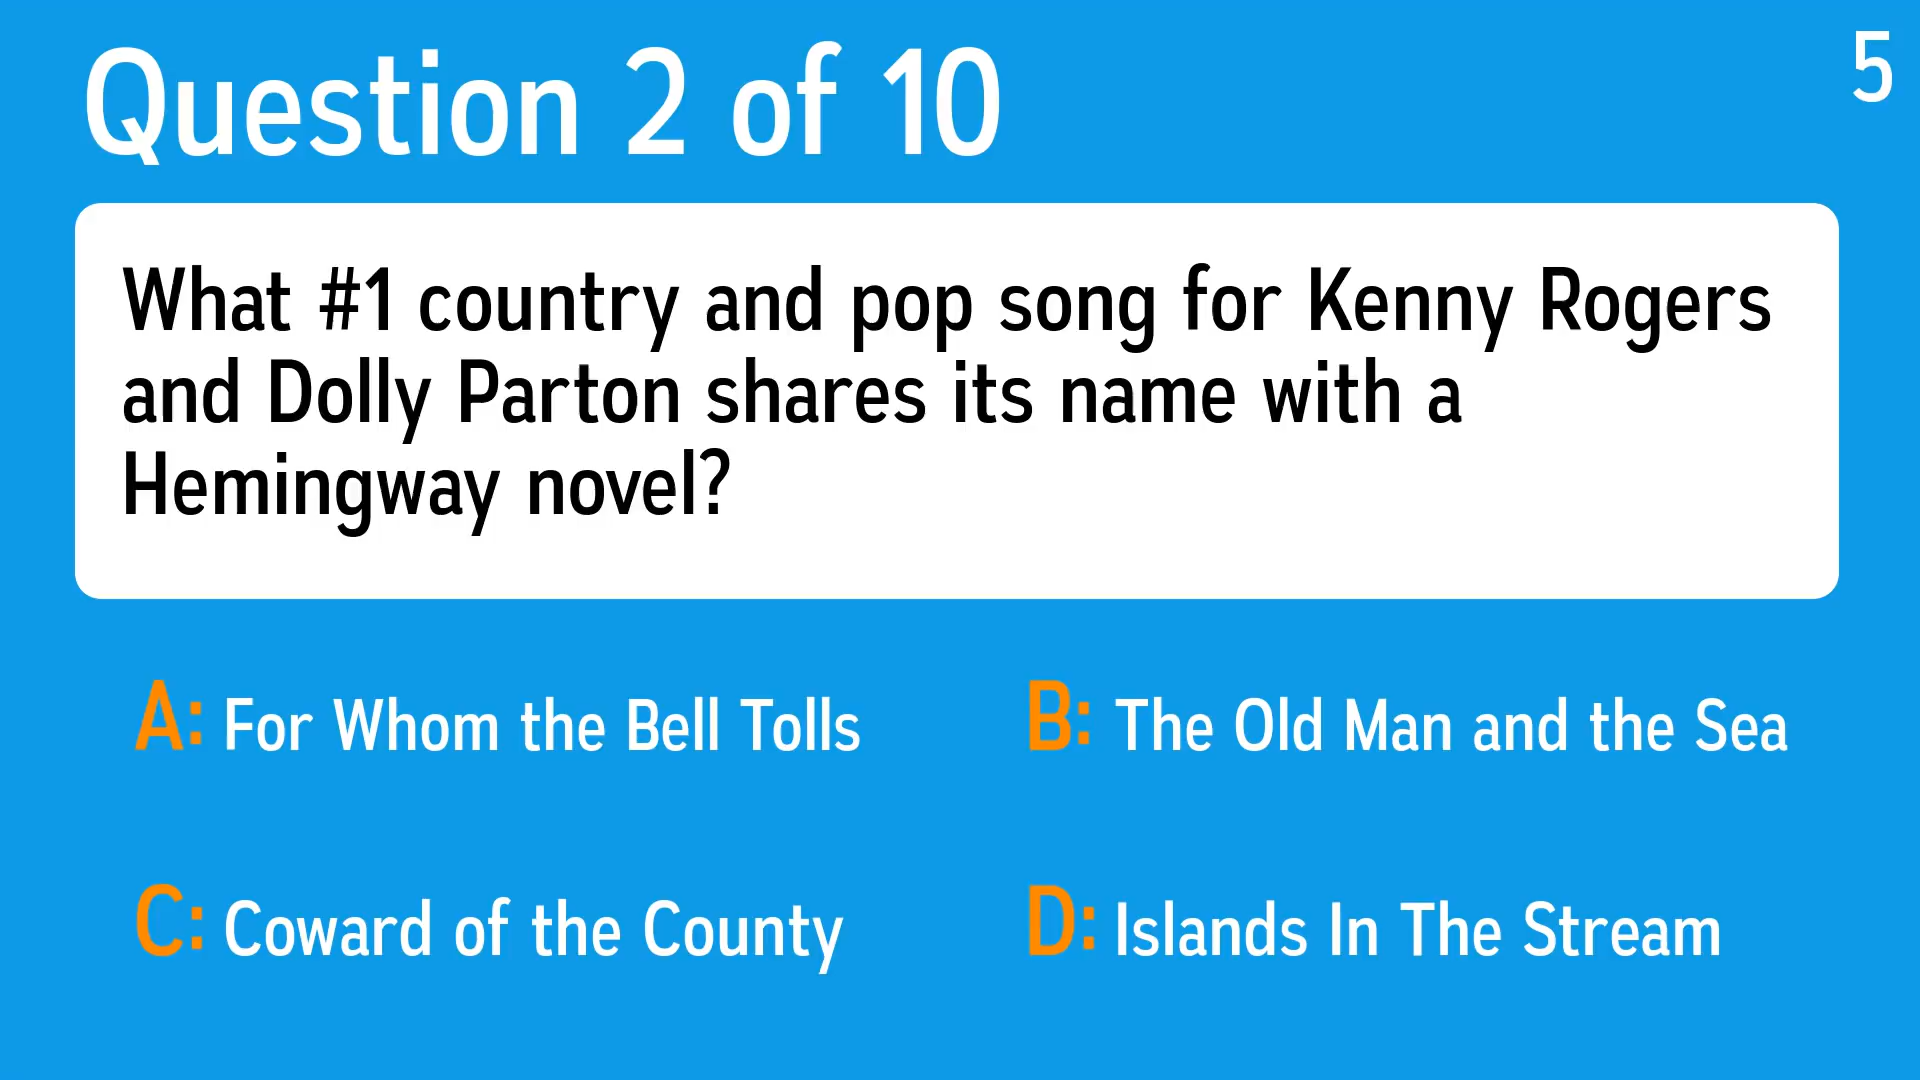 Question 2 of 10
5
What #1 country and pop song for Kenny Rogers
and Dolly Parton shares its name with a
Hemingway novel?
A: For Whom the Bell Tolls
B: The Old Man and the Sea
C: Coward of the County
D: Islands In The Stream